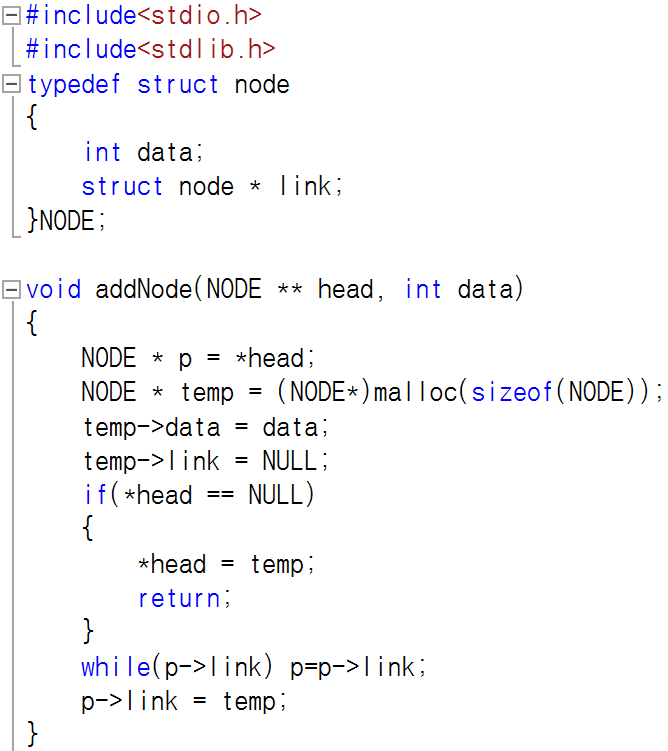 #include<stdio.h>
#include<stdlib.h>
typedef struct node
{
    int data;
    struct node * link;
}NODE;

void addNode(NODE ** head, int data)
{
    NODE * p = *head;
    NODE * temp = (NODE*)malloc(sizeof(NODE));
    temp->data = data;
    temp->link = NULL;
    if(*head == NULL)
    {
        *head = temp;
        return;
    }
    while(p->link) p=p->link;
    p->link = temp;
}